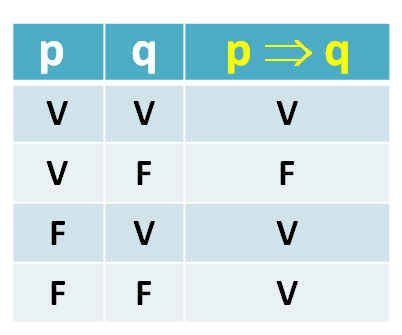 p q p ⇒ q
V V V
V F F
F V V
F F V